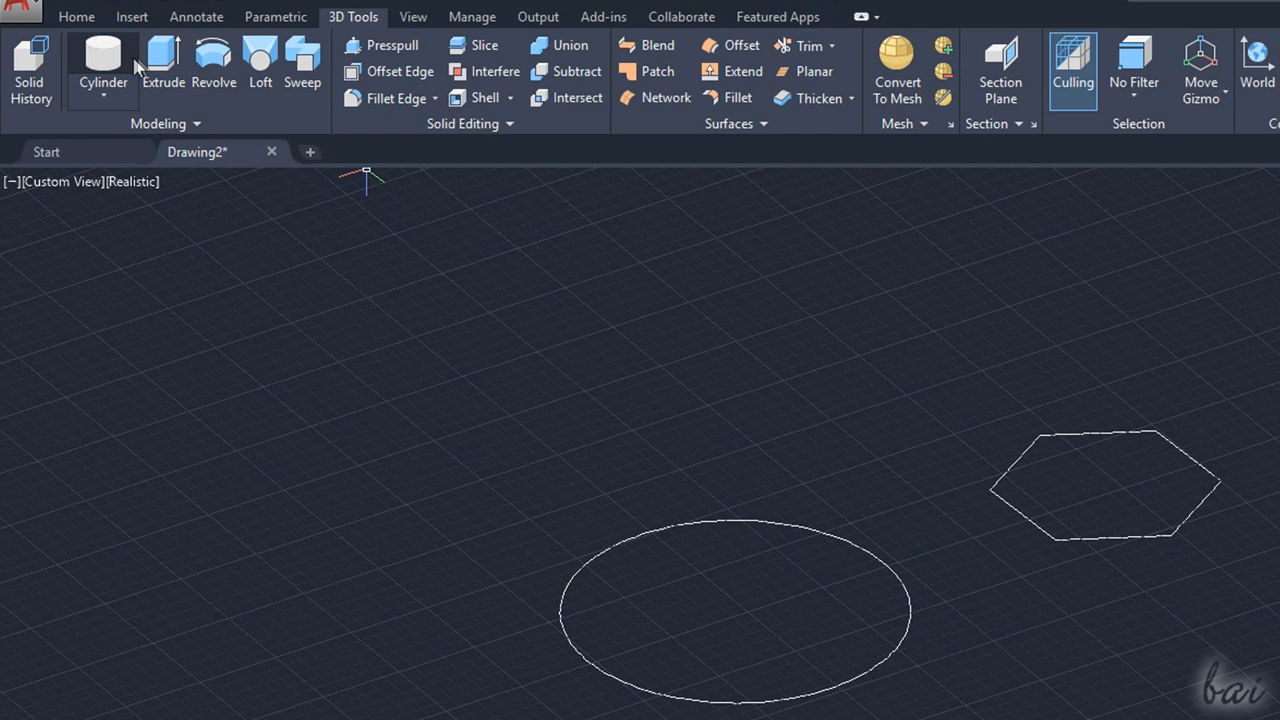 Home Insert Annotate Parametric 3D Tools View Manage Output Add-ins Collaborate Featured Apps
Solid History
Cylinder
Extrude
Revolve
Loft
Sweep
Modeling
Presspull Slice Union
Offset Edge Interfere Subtract
Fillet Edge Shell Intersect
Solid Editing
Blend Offset Trim
Patch Extend Planar
Network Fillet Thicken
Surfaces
Convert To Mesh
Mesh
Section Plane
Section
Culling
No Filter
Move Gizmo
Selection
World
Co
Start Drawing2*
[−][Custom View][Realistic]
bai